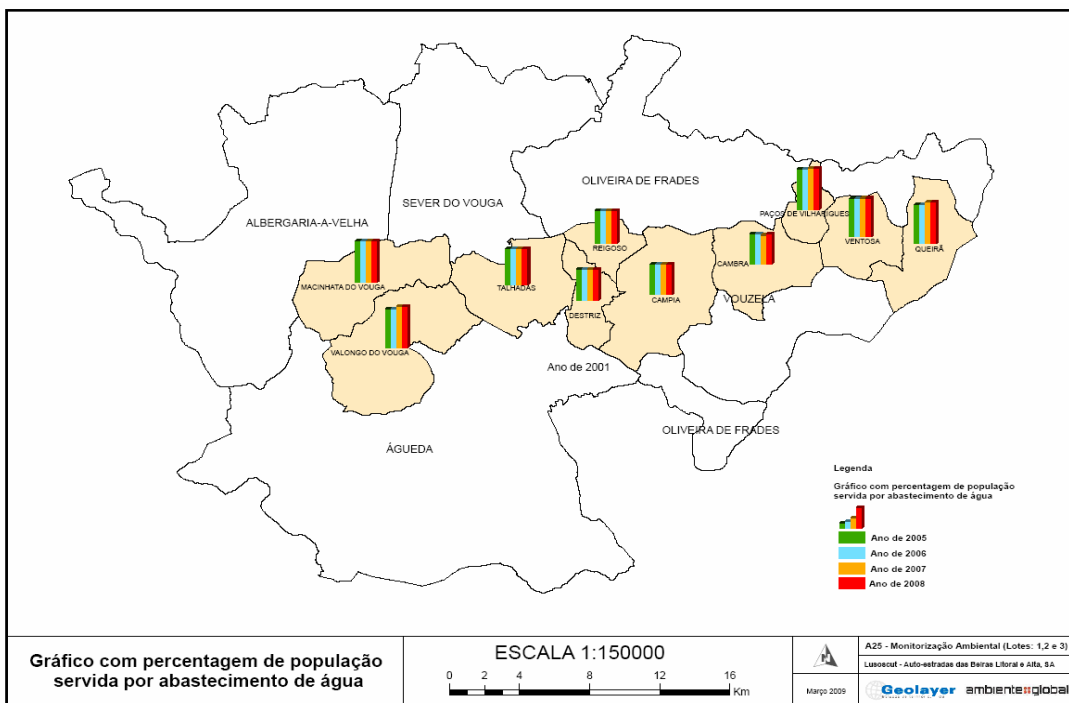 OLIVEIRA DE FRADES
SEVER DO VOUGA
ALBERGARIA-A-VELHA
PAÇOS DE VILHARIGUES
VENTOSA
QUEIRÃ
REIGOSO
CAMBRA
MACINHATA DO VOUGA
TALHADAS
CAMPIA
VOUZELA
DESTRIZ
VALONGO DO VOUGA
Ano de 2001
OLIVEIRA DE FRADES
ÁGUEDA
Legenda
Gráfico com percentagem de população
servida por abastecimento de água
Ano de 2005
Ano de 2006
Ano de 2007
Ano de 2008
Gráfico com percentagem de população
servida por abastecimento de água
ESCALA 1:150000
0 2 4 8 12 16
Km
Março 2009
A25 - Monitorização Ambiental (Lotes: 1,2 e 3)
Lusoscut - Auto-estradas das Beiras Litoral e Alta, SA
Geolayer
ambiente global